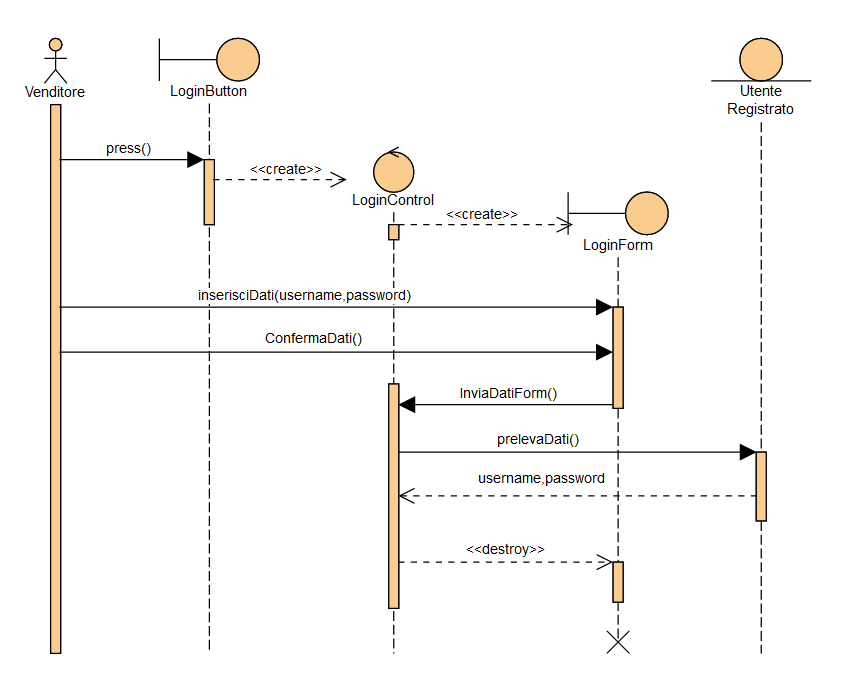 Venditore
LoginButton
Utente
Registrato
press()
<<create>>
LoginControl
<<create>>
LoginForm
inserisciDati(username,password)
ConfermaDati()
InviaDatiForm()
prelevaDati()
username,password
<<destroy>>